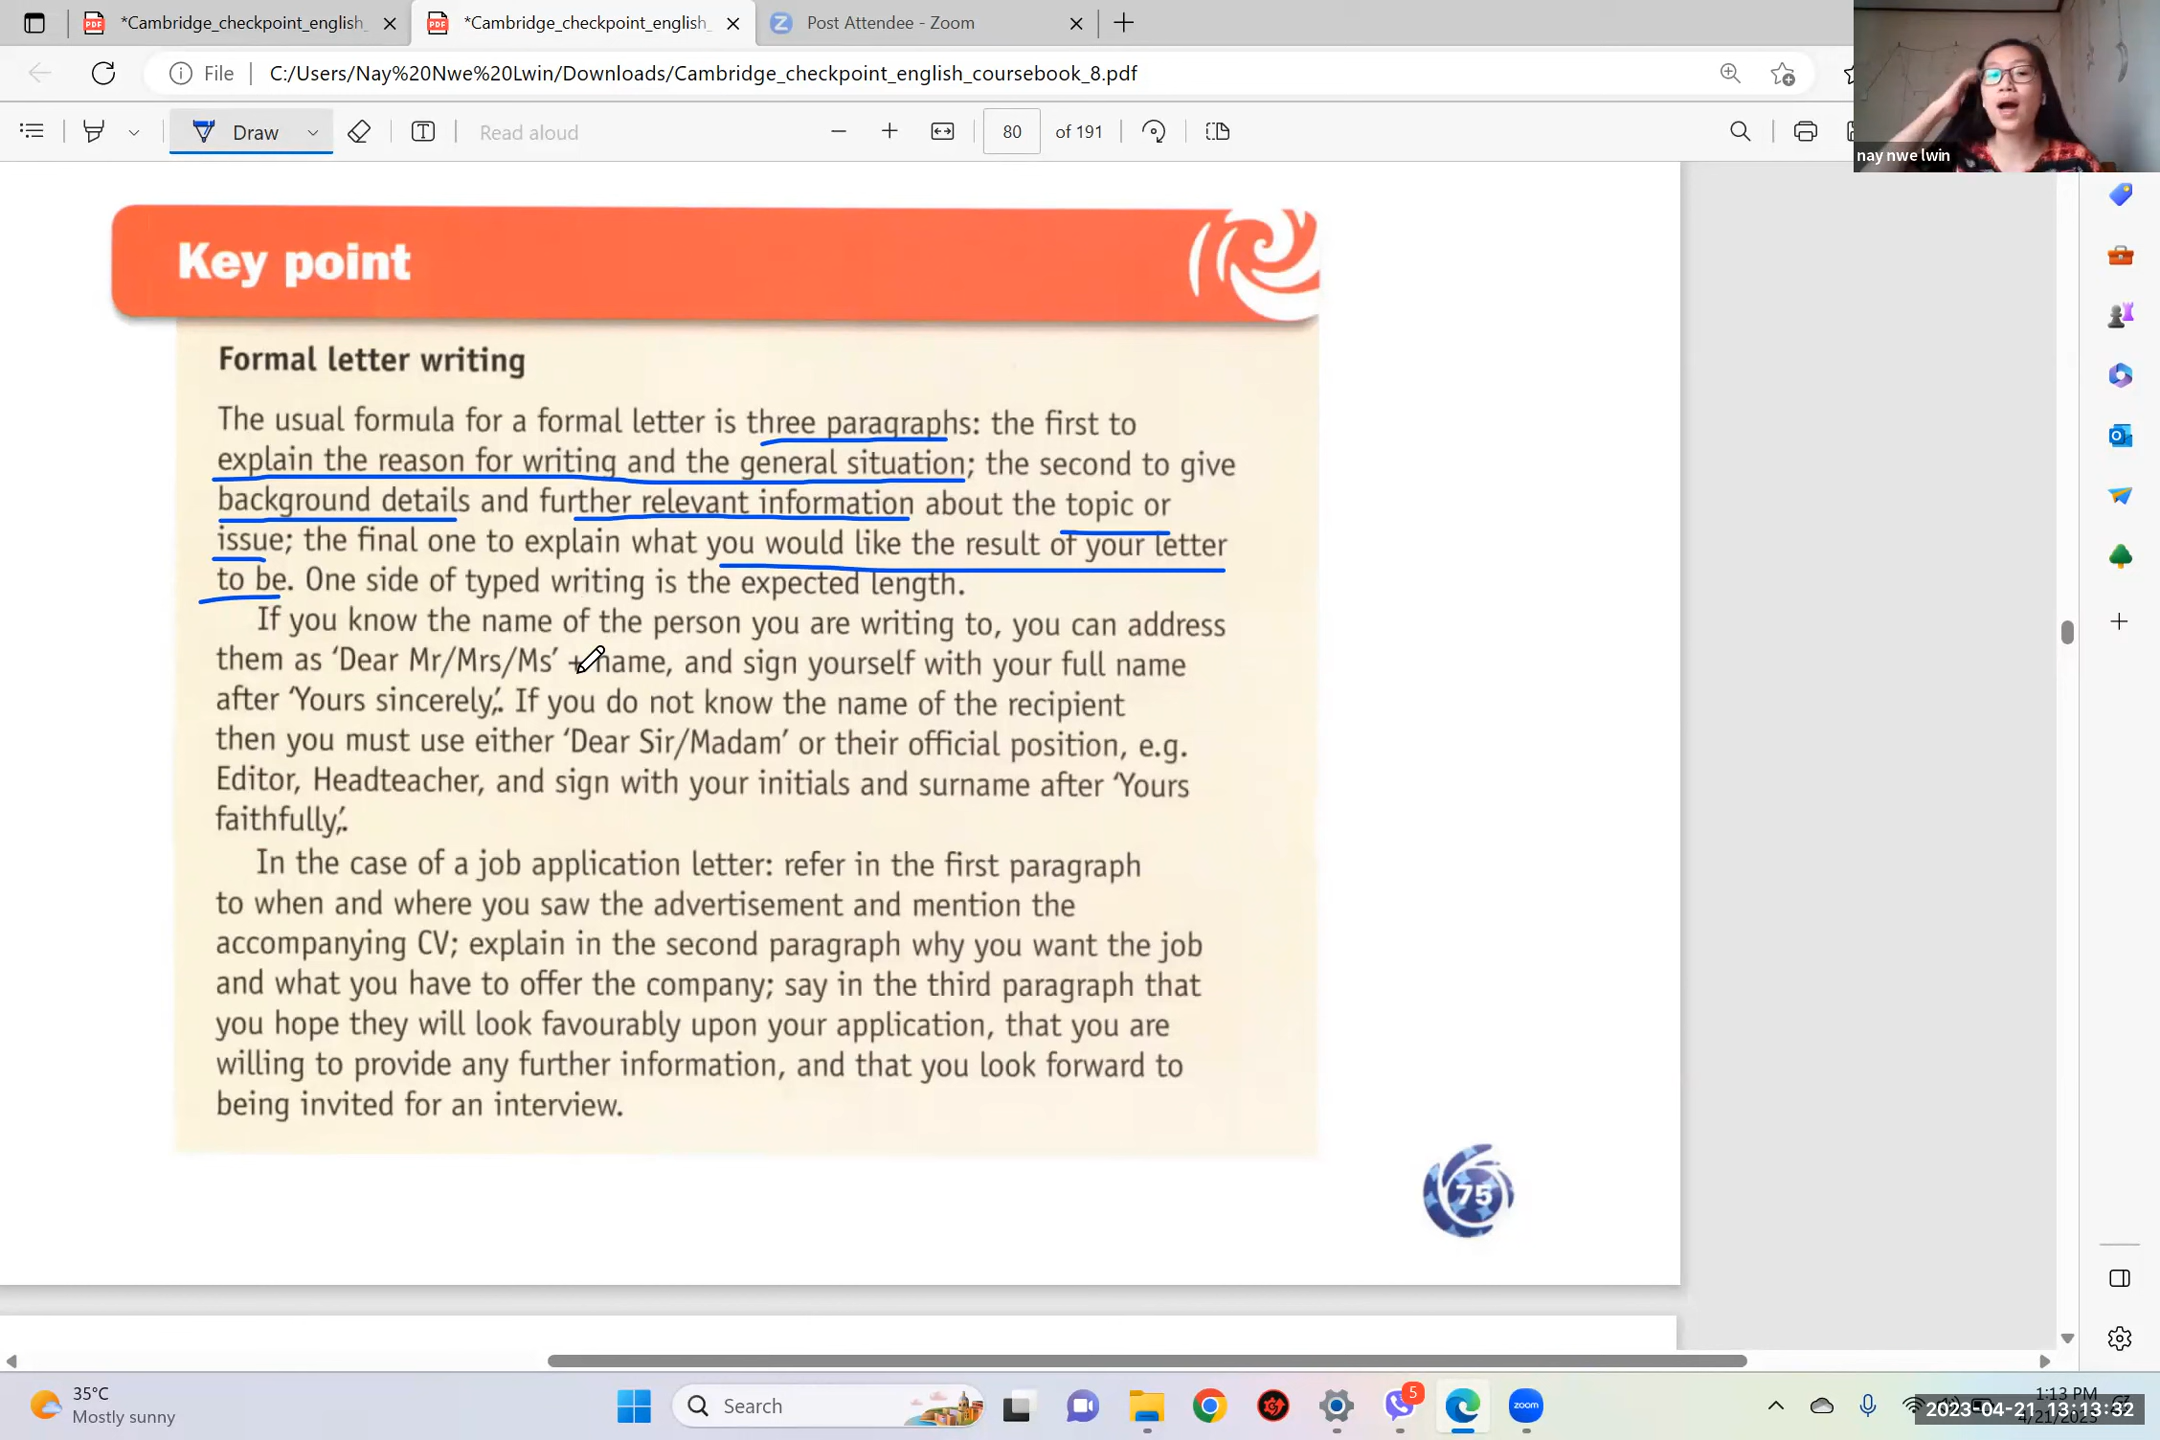 *Cambridge_checkpoint_english_
*Cambridge_checkpoint_english_
Post Attendee - Zoom
File
C:/Users/Nay%20Nwe%20Lwin/Downloads/Cambridge_checkpoint_english_coursebook_8.pdf
Draw
Read aloud
80
of 191
nay nwe lwin
Key point
Formal letter writing
The usual formula for a formal letter is three paragraphs: the first to
explain the reason for writing and the general situation; the second to give
background details and further relevant information about the topic or
issue; the final one to explain what you would like the result of your letter
to be. One side of typed writing is the expected length.
If you know the name of the person you are writing to, you can address
them as ‘Dear Mr/Mrs/Ms’ + name, and sign yourself with your full name
after ‘Yours sincerely,’. If you do not know the name of the recipient
then you must use either ‘Dear Sir/Madam’ or their official position, e.g.
Editor, Headteacher, and sign with your initials and surname after ‘Yours
faithfully,’.
In the case of a job application letter: refer in the first paragraph
to when and where you saw the advertisement and mention the
accompanying CV; explain in the second paragraph why you want the job
and what you have to offer the company; say in the third paragraph that
you hope they will look favourably upon your application, that you are
willing to provide any further information, and that you look forward to
being invited for an interview.
75
35°C
Mostly sunny
Search
5
zoom
1:13 PM
4/21/2023
2023-04-21 13:13:32